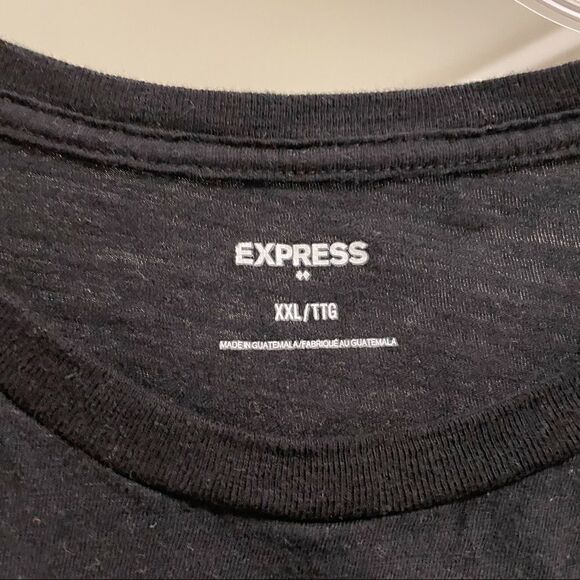 EXPRESS
XXL/TTG
MADE IN GUATEMALA/FABRIQUÉ AU GUATEMALA